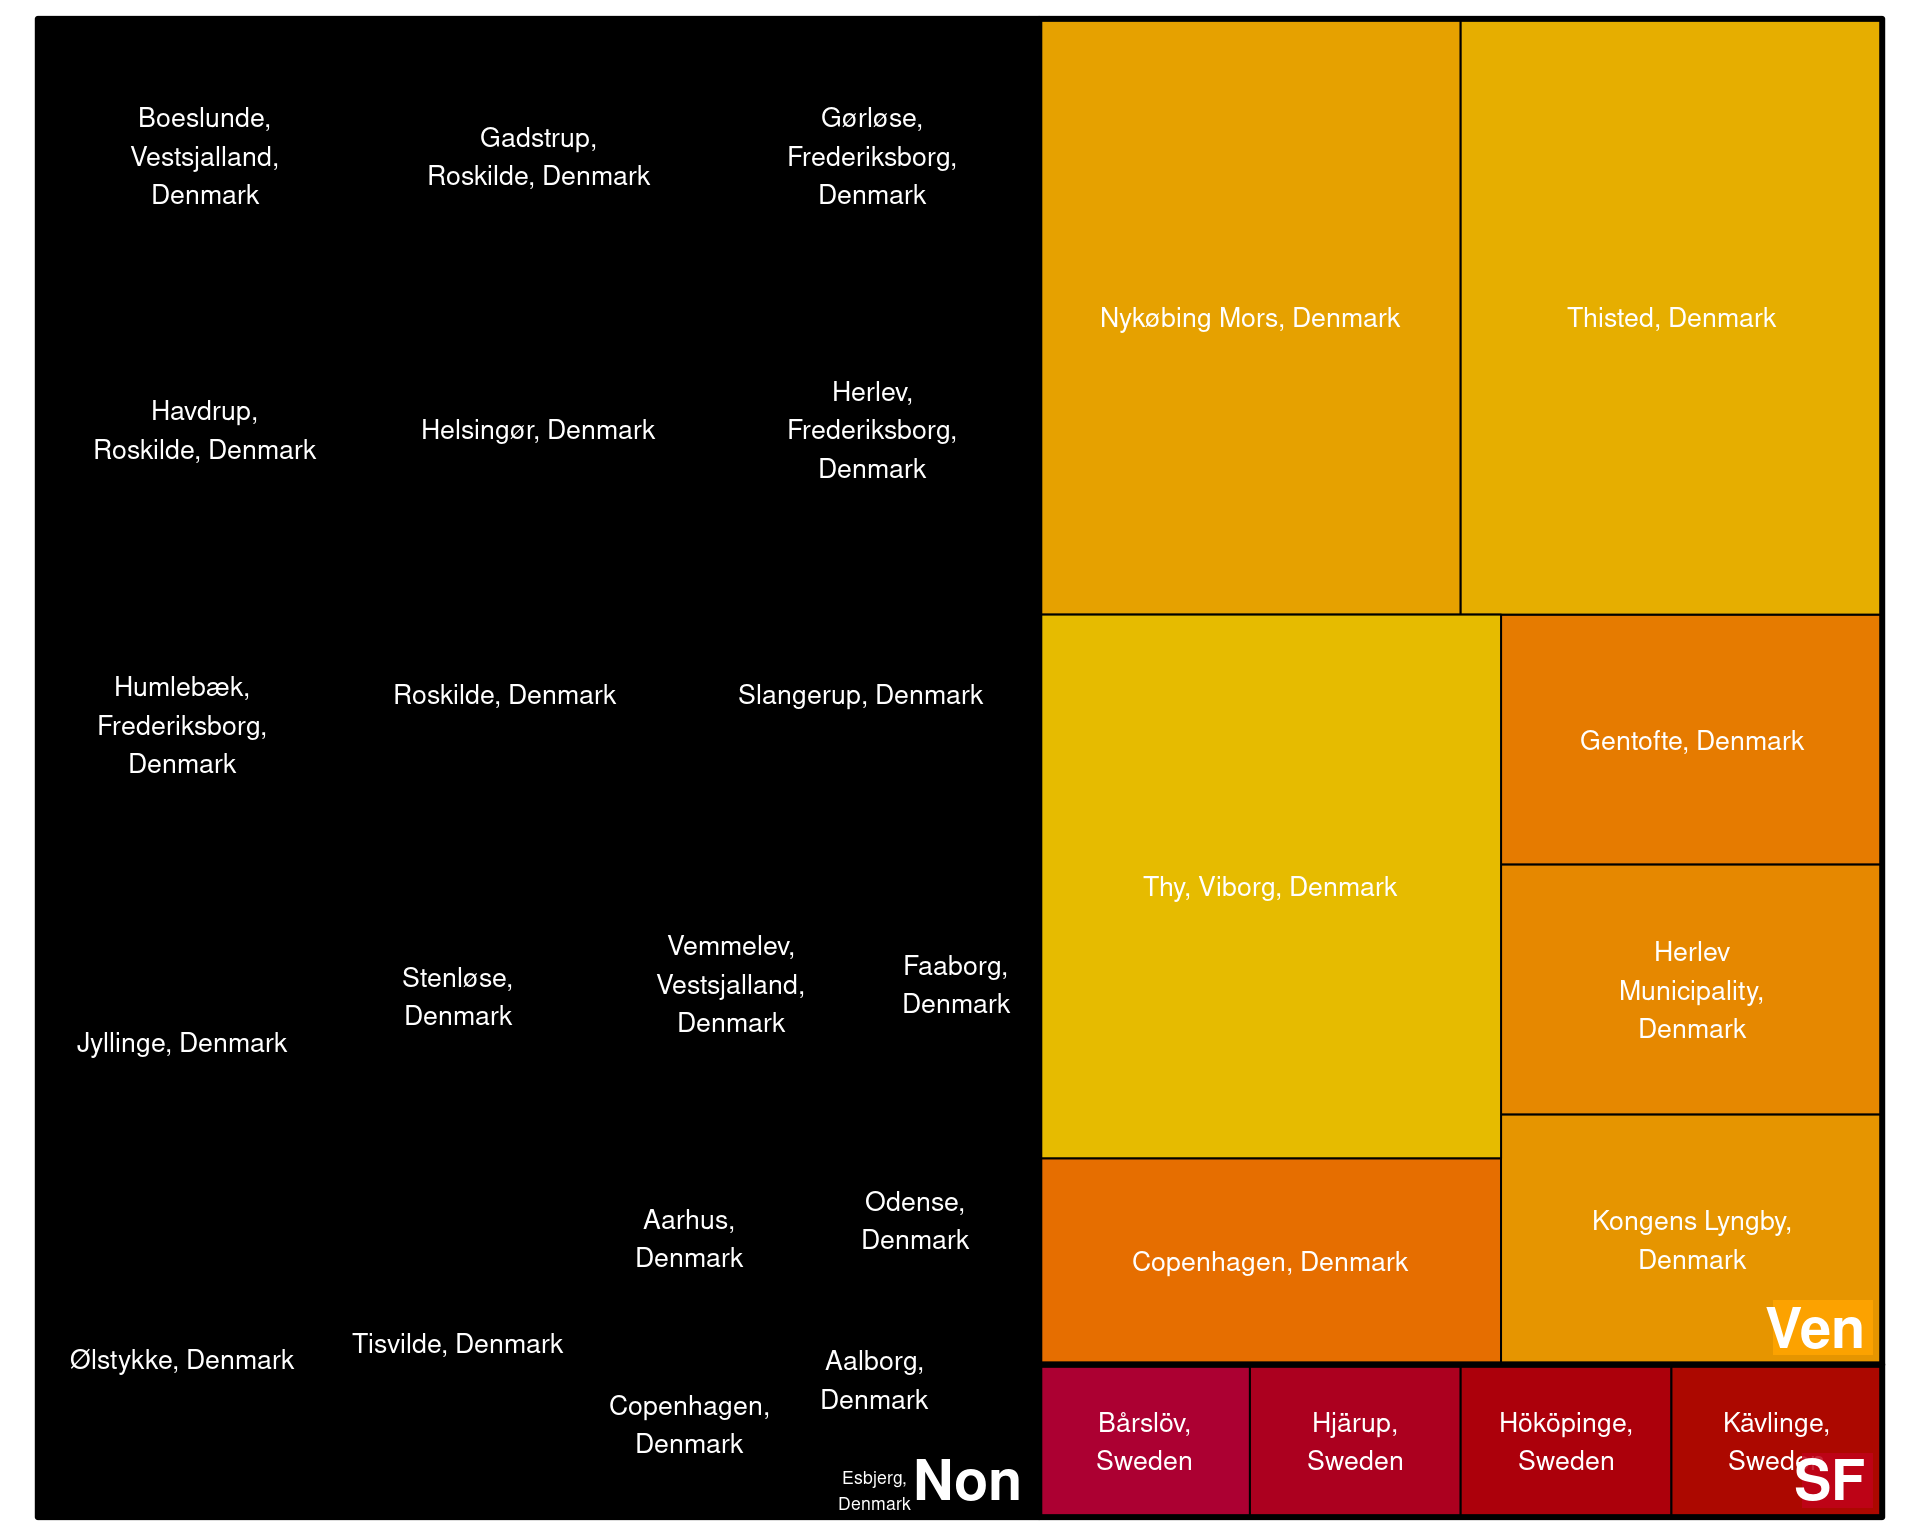 Boeslunde,
Vestsjalland,
Denmark
Gadstrup,
Roskilde, Denmark
Gørløse,
Frederiksborg,
Denmark
Havdrup,
Roskilde, Denmark
Helsingør, Denmark
Herlev,
Frederiksborg,
Denmark
Humlebæk,
Frederiksborg,
Denmark
Roskilde, Denmark
Slangerup, Denmark
Jyllinge, Denmark
Stenløse,
Denmark
Vemmelev,
Vestsjalland,
Denmark
Faaborg,
Denmark
Ølstykke, Denmark
Tisvilde, Denmark
Aarhus,
Denmark
Odense,
Denmark
Copenhagen,
Denmark
Aalborg,
Denmark
Esbjerg,
Denmark
Non
Nykøbing Mors, Denmark
Thisted, Denmark
Thy, Viborg, Denmark
Gentofte, Denmark
Herlev
Municipality,
Denmark
Copenhagen, Denmark
Kongens Lyngby,
Denmark
Ven
Bårslöv,
Sweden
Hjärup,
Sweden
Hököpinge,
Sweden
Kävlinge,
SF